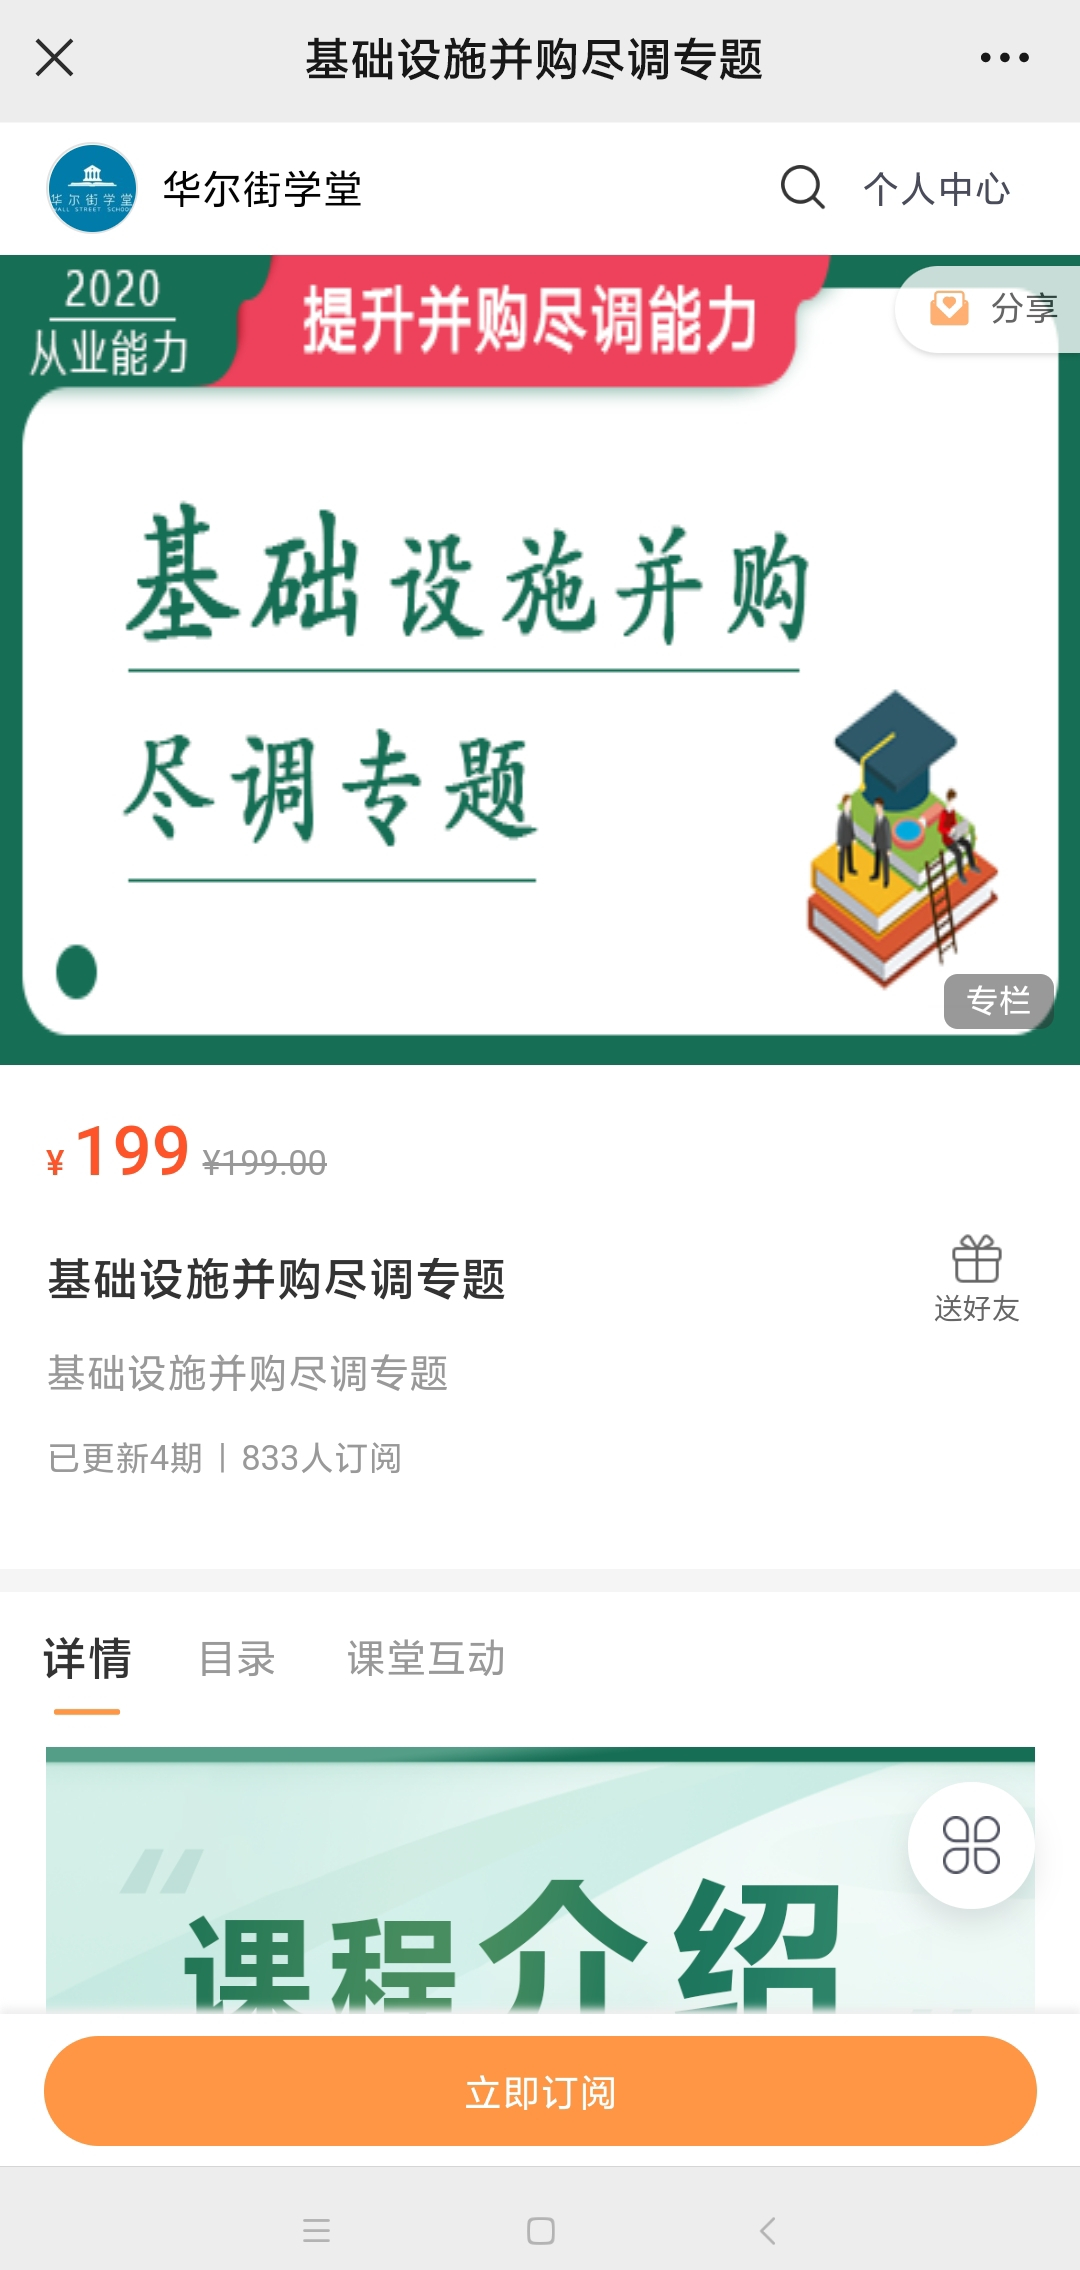 基础设施并购尽调专题
华尔街学堂
华尔街学堂
WALL STREET SCHOOL
个人中心
2020
从业能力
提升并购尽调能力
分享
基础设施并购
尽调专题
专栏
¥199 ¥199.00
基础设施并购尽调专题
送好友
基础设施并购尽调专题
已更新4期丨833人订阅
详情 目录 课堂互动
课程介绍
立即订阅